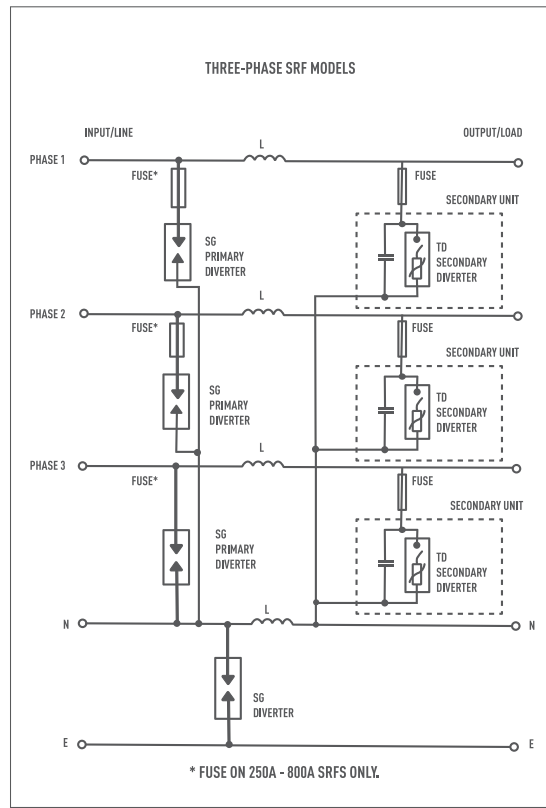 THREE-PHASE SRF MODELS
INPUT/LINE
L
OUTPUT/LOAD
PHASE 1
FUSE*
FUSE
SECONDARY UNIT
SG
PRIMARY
DIVERTER
TD
SECONDARY
DIVERTER
PHASE 2
L
FUSE*
FUSE
SECONDARY UNIT
SG
PRIMARY
DIVERTER
TD
SECONDARY
DIVERTER
PHASE 3
L
FUSE*
FUSE
SECONDARY UNIT
SG
PRIMARY
DIVERTER
TD
SECONDARY
DIVERTER
N
L
N
SG
DIVERTER
E
E
* FUSE ON 250A - 800A SRFS ONLY.